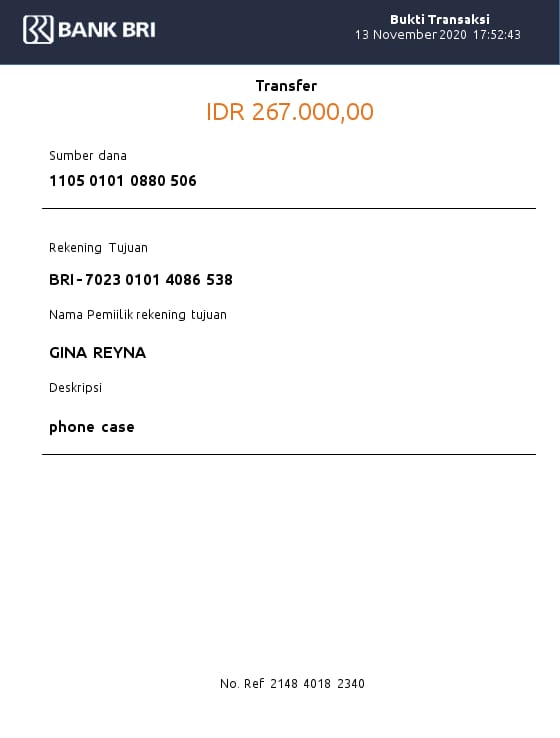 BANK BRI
Bukti Transaksi
13 November 2020 17:52:43
Transfer
IDR 267.000,00
Sumber dana
1105 0101 0880 506
Rekening Tujuan
BRI - 7023 0101 4086 538
Nama Pemiilik rekening tujuan
GINA REYNA
Deskripsi
phone case
No. Ref 2148 4018 2340